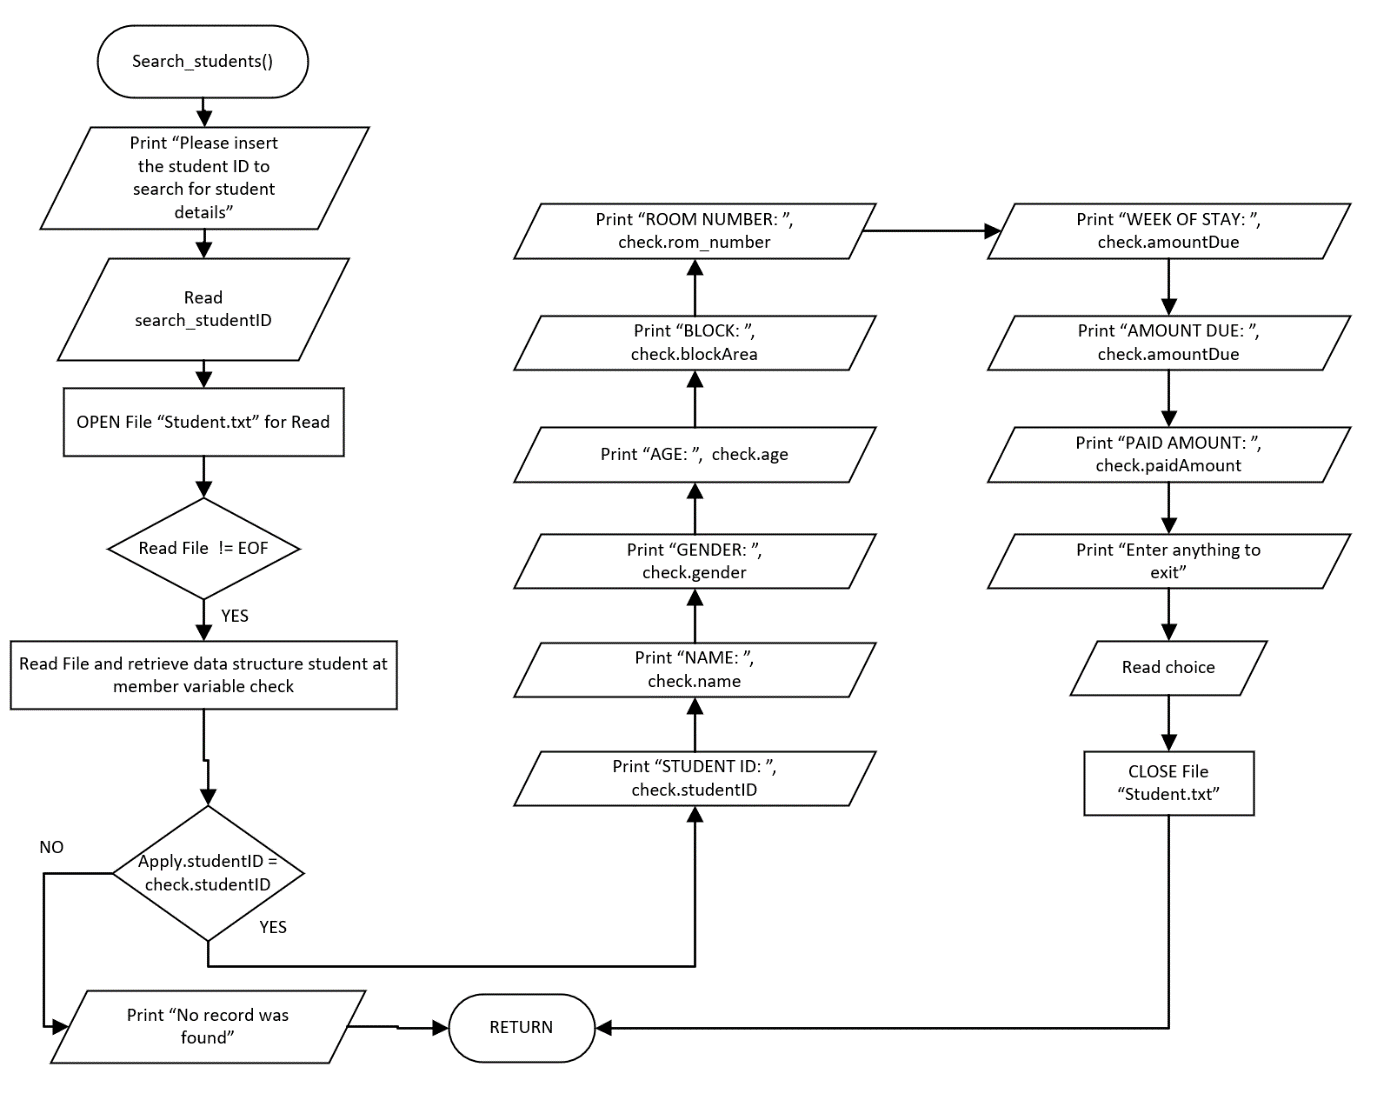 Search_students()
Print “Please insert
the student ID to
search for student
details”
Read
search_studentID
OPEN File “Student.txt” for Read
Read File  != EOF
YES
Read File and retrieve data structure student at
member variable check
Apply.studentID =
check.studentID
NO
YES
Print “No record was
found”
RETURN
Print “STUDENT ID: ”,
check.studentID
Print “NAME: ”,
check.name
Print “GENDER: ”,
check.gender
Print “AGE: ”,  check.age
Print “BLOCK: ”,
check.blockArea
Print “ROOM NUMBER: ”,
check.rom_number
Print “WEEK OF STAY: ”,
check.amountDue
Print “AMOUNT DUE: ”,
check.amountDue
Print “PAID AMOUNT: ”,
check.paidAmount
Print “Enter anything to
exit”
Read choice
CLOSE File
“Student.txt”